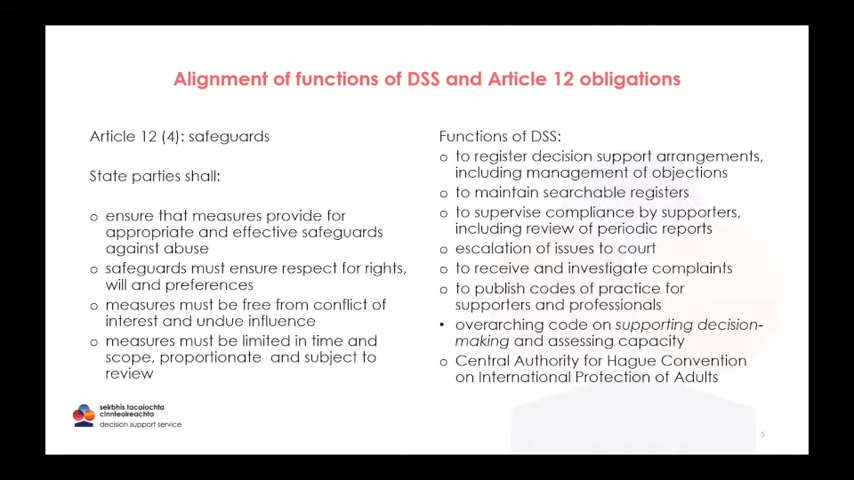 Alignment of functions of DSS and Article 12 obligations
Article 12 (4): safeguards
State parties shall:
o ensure that measures provide for
appropriate and effective safeguards
against abuse
o safeguards must ensure respect for rights,
will and preferences
o measures must be free from conflict of
interest and undue influence
o measures must be limited in time and
scope, proportionate and subject to
review
Functions of DSS:
o to register decision support arrangements,
including management of objections
o to maintain searchable registers
o to supervise compliance by supporters,
including review of periodic reports
o escalation of issues to court
o to receive and investigate complaints
o to publish codes of practice for
supporters and professionals
• overarching code on supporting decision-
making and assessing capacity
o Central Authority for Hague Convention
on International Protection of Adults
seirbhís tacaíochta
cinnteoireachta
decision support service
5